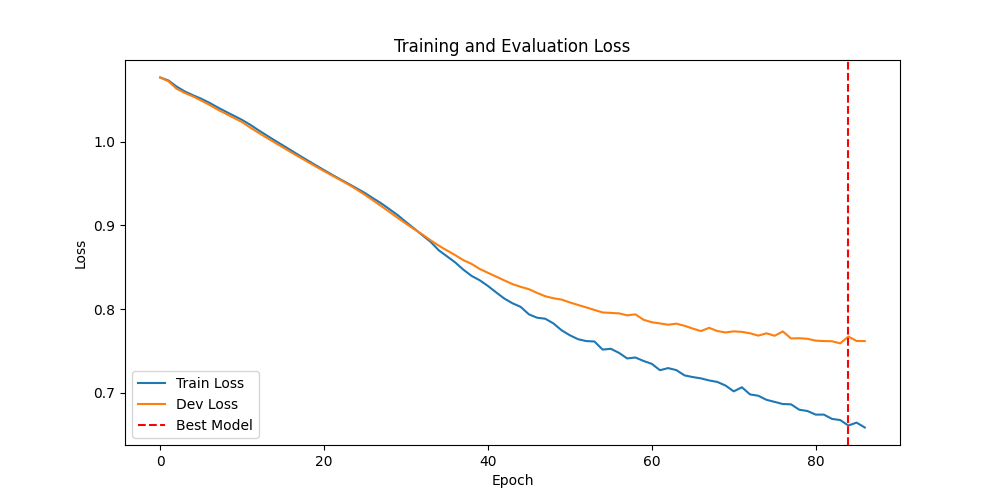 Training and Evaluation Loss
Loss
1.0
0.9
0.8
0.7
Train Loss
Dev Loss
Best Model
0 20 40 60 80
Epoch